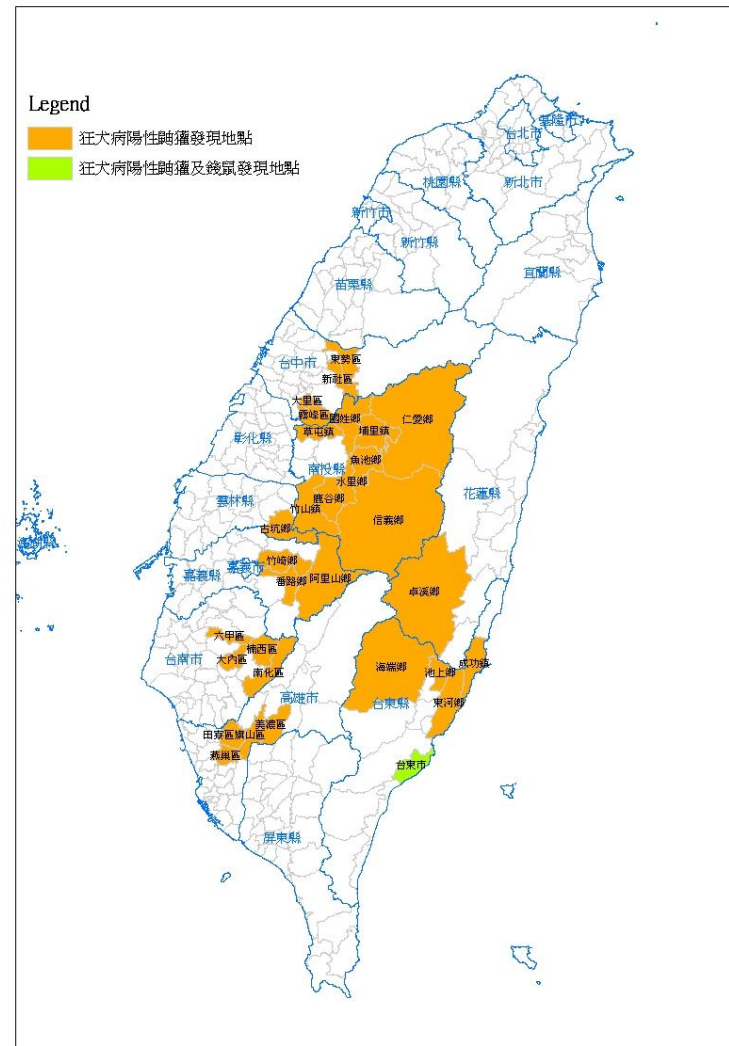 Legend
狂犬病陽性鼬獾發現地點
狂犬病陽性鼬獾及錢鼠發現地點
基隆市
台北市
桃園縣
新北市
新竹市
新竹縣
宜蘭縣
苗栗縣
台中市
東勢區
新社區
大里區
霧峰區
國姓鄉
仁愛鄉
草屯鎮
埔里鎮
彰化縣
魚池鄉
南投縣
水里鄉
花蓮縣
雲林縣
鹿谷鄉
竹山鎮
信義鄉
古坑鄉
竹崎鄉
嘉義市
嘉義縣
番路鄉
阿里山鄉
卓溪鄉
六甲區
楠西區
台南市
大內區
南化區
海端鄉
池上鄉
成功鎮
高雄市
台東縣
東河鄉
美濃區
田寮區
旗山區
燕巢區
台東市
屏東縣